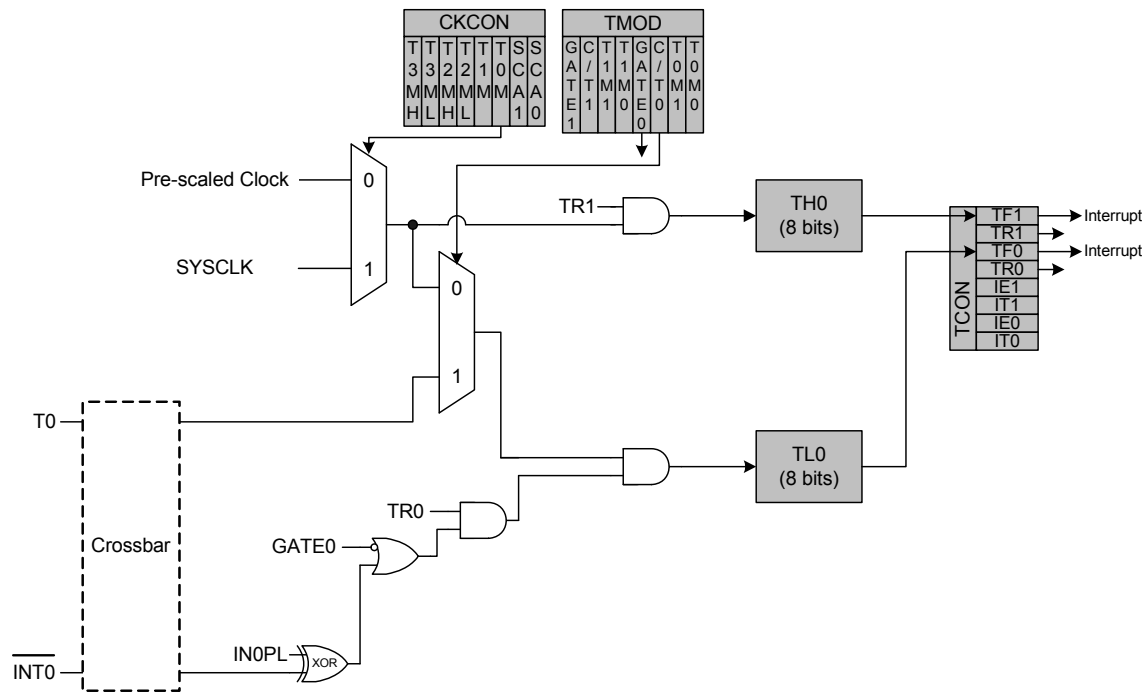 CKCON
T3MH
T3ML
T2MH
T2ML
T1M
T0M
SCA1
SCA0
TMOD
GATE1
C/T1
T1M1
T1M0
GATE0
C/T0
T0M1
T0M0
Pre-scaled Clock
0
SYSCLK
1
TR1
TH0
(8 bits)
TCON
TF1
TR1
TF0
TR0
IE1
IT1
IE0
IT0
Interrupt
Interrupt
0
1
T0
Crossbar
INT0
TL0
(8 bits)
TR0
GATE0
IN0PL
XOR